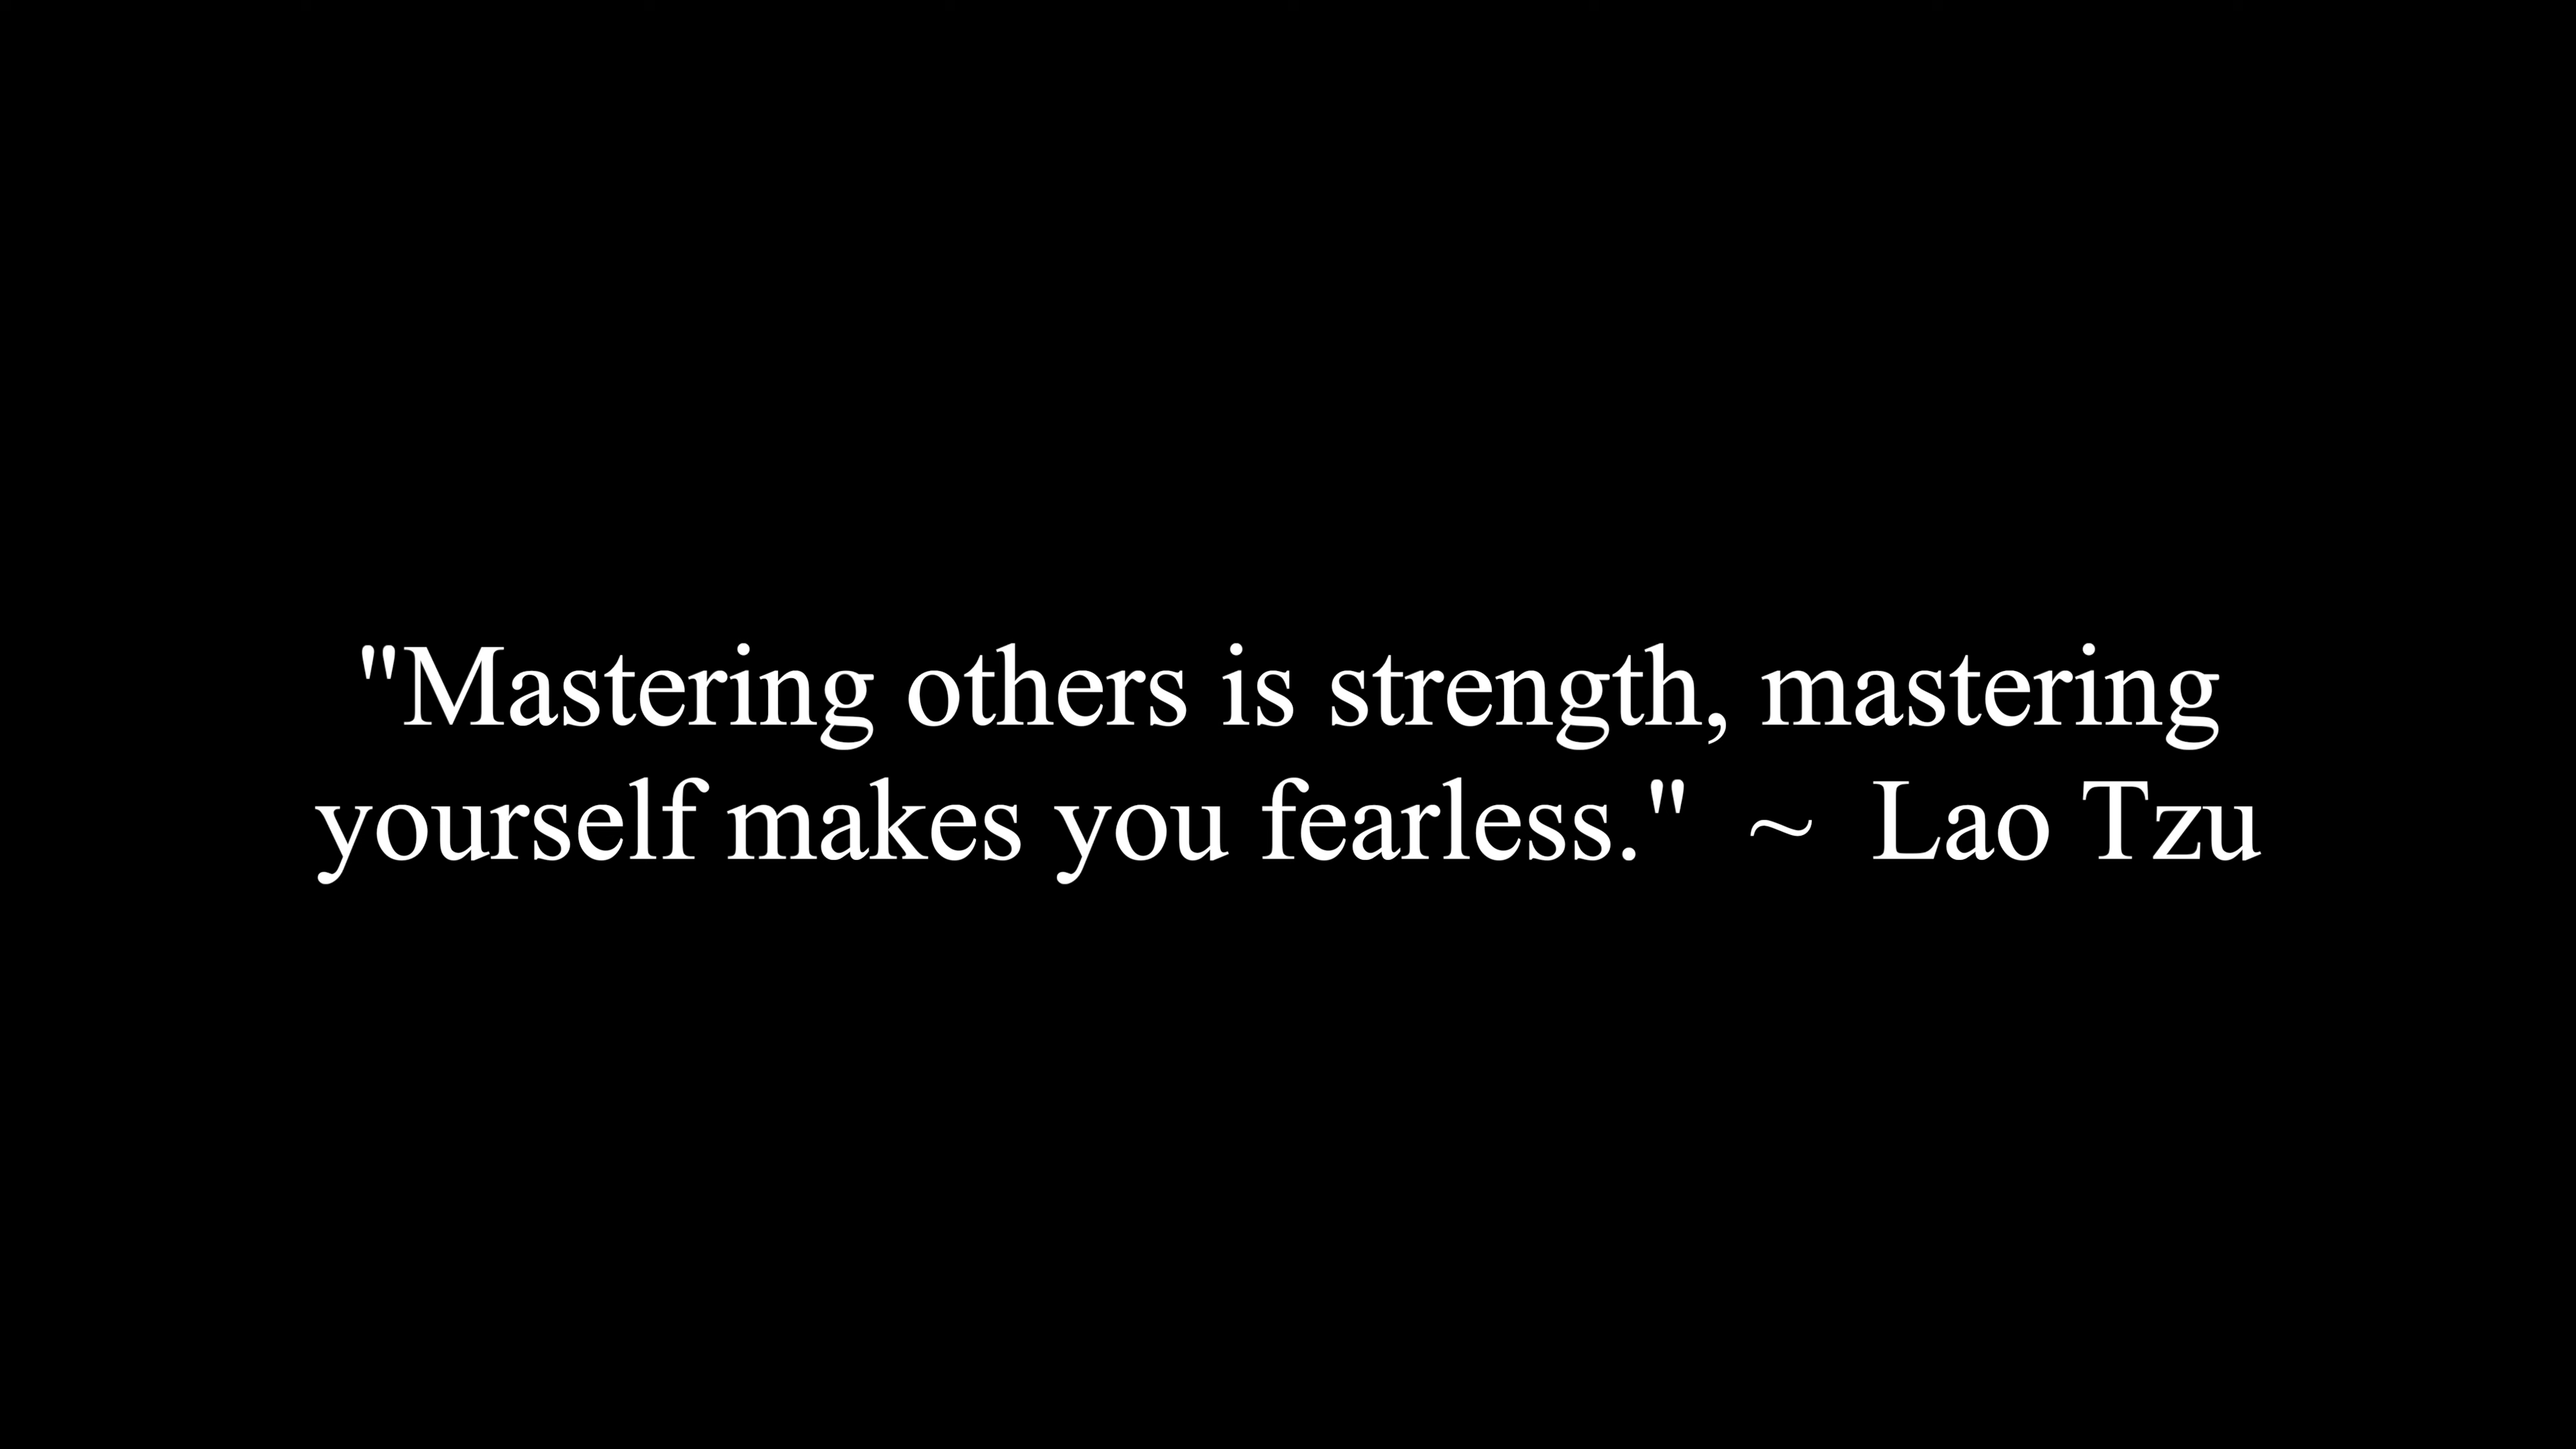 "Mastering others is strength, mastering
yourself makes you fearless."  ~  Lao Tzu